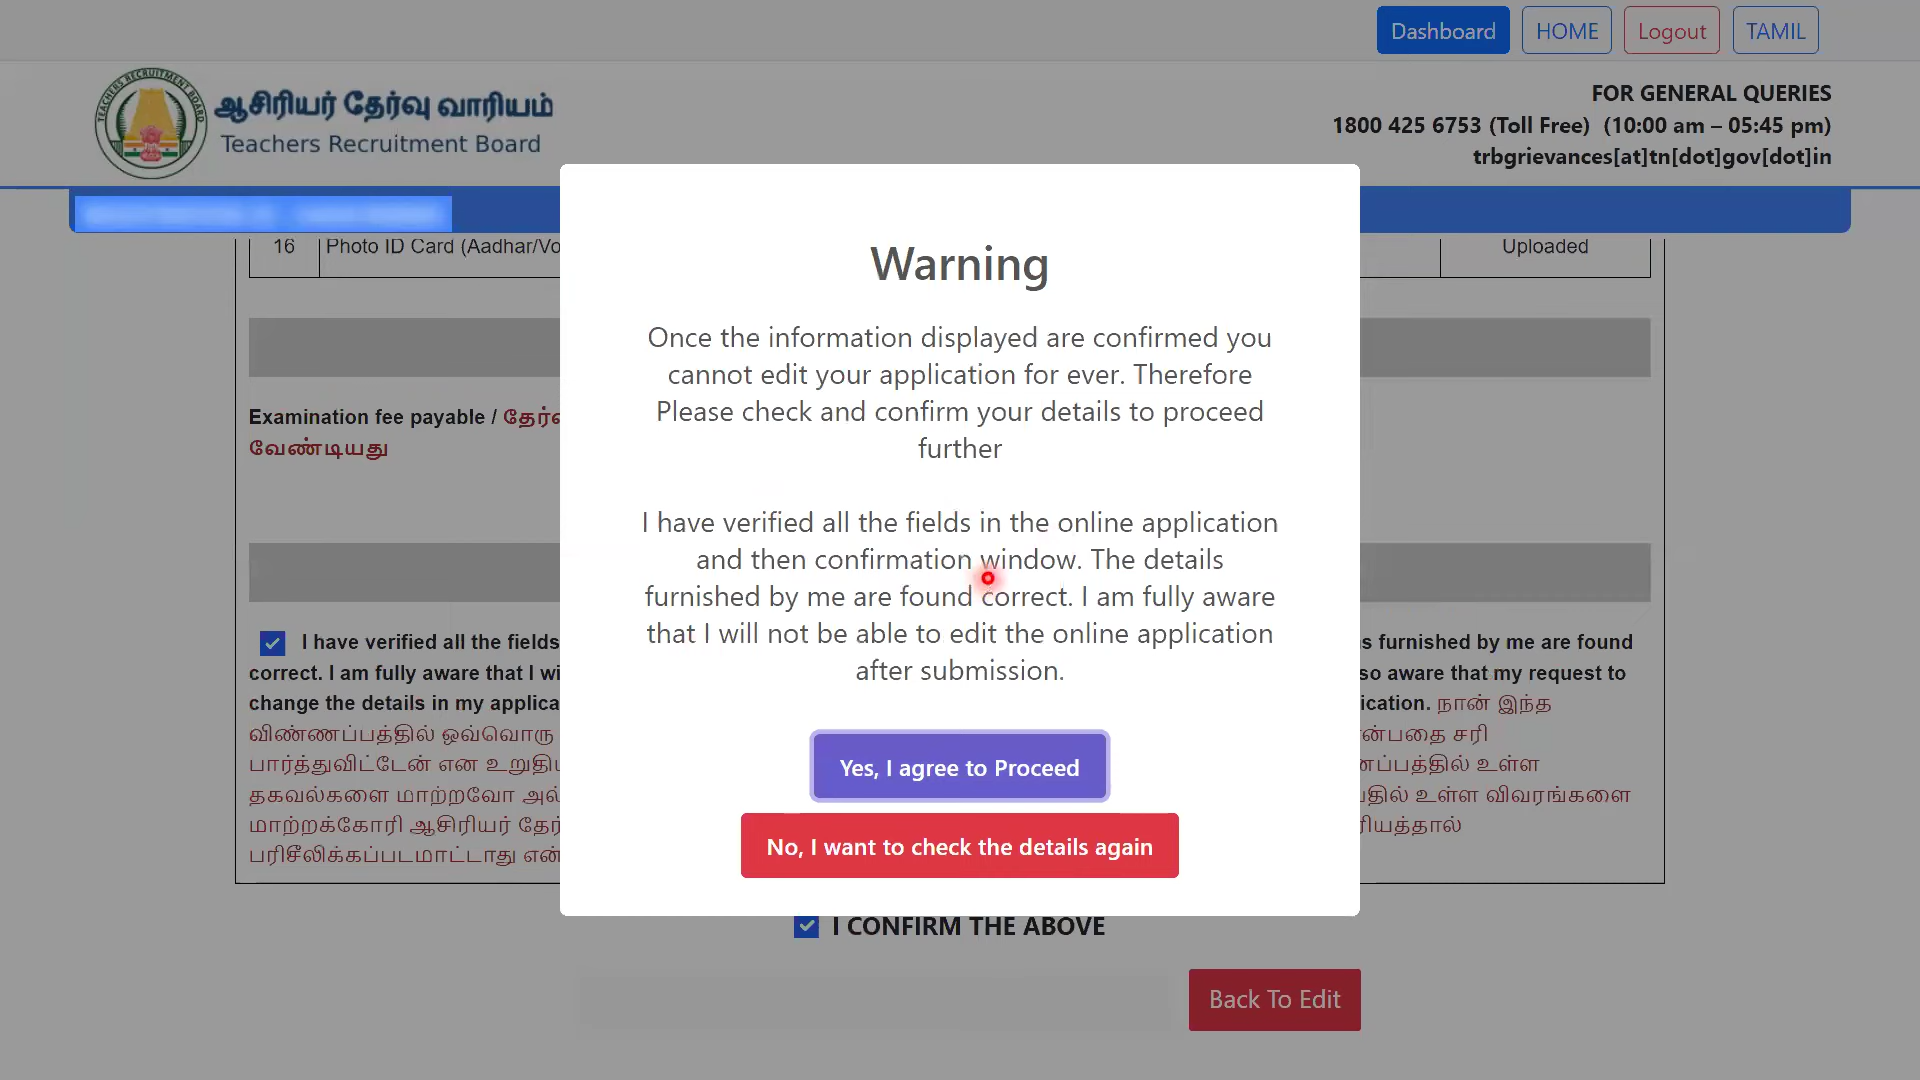 Dashboard HOME Logout TAMIL
TEACHERS RECRUITMENT BOARD
ஆசிரியர் தேர்வு வாரியம்
Teachers Recruitment Board
FOR GENERAL QUERIES
1800 425 6753 (Toll Free) (10:00 am – 05:45 pm)
trbgrievances[at]tn[dot]gov[dot]in
16 Photo ID Card (Aadhar/Vo Uploaded
Warning
Once the information displayed are confirmed you
cannot edit your application for ever. Therefore
Please check and confirm your details to proceed
further
I have verified all the fields in the online application
and then confirmation window. The details
furnished by me are found correct. I am fully aware
that I will not be able to edit the online application
after submission.
Yes, I agree to Proceed
No, I want to check the details again
Examination fee payable /
வேண்டியது
I have verified all the fields s furnished by me are found
correct. I am fully aware that I wi so aware that my request to
change the details in my applica ication. நான் இந்த
விண்ணப்பத்தில் ஒவ்வொரு ன்பதை சரி
பார்த்துவிட்டேன் என உறுதி ணப்பத்தில் உள்ள
தகவல்களை மாற்றவோ அல் தில் உள்ள விவரங்களை
மாற்றக்கோரி ஆசிரியர் தேர் ரியத்தால்
பரிசீலிக்கப்படமாட்டாது என்
I CONFIRM THE ABOVE
Back To Edit